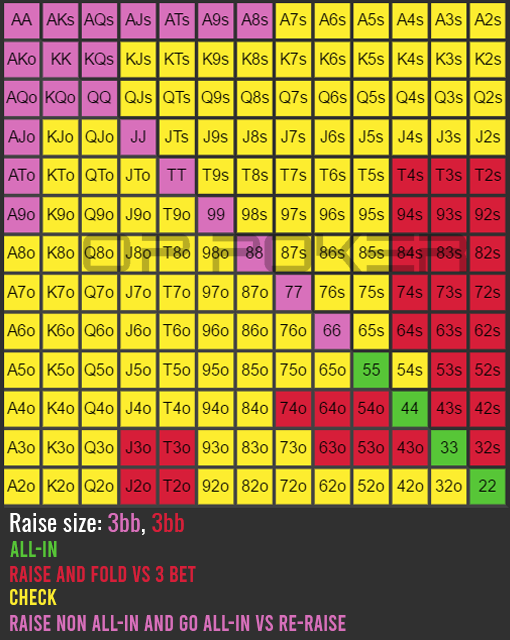 AA AKs AQs AJs ATs A9s A8s A7s A6s A5s A4s A3s A2s
AKo KK KQs KJs KTs K9s K8s K7s K6s K5s K4s K3s K2s
AQo KQo QQ QJs QTs Q9s Q8s Q7s Q6s Q5s Q4s Q3s Q2s
AJo KJo QJo JJ JTs J9s J8s J7s J6s J5s J4s J3s J2s
ATo KTo QTo JTo TT T9s T8s T7s T6s T5s T4s T3s T2s
A9o K9o Q9o J9o T9o 99 98s 97s 96s 95s 94s 93s 92s
A8o K8o Q8o J8o T8o 98o 88 87s 86s 85s 84s 83s 82s
OP POKER
A7o K7o Q7o J7o T7o 97o 87o 77 76s 75s 74s 73s 72s
A6o K6o Q6o J6o T6o 96o 86o 76o 66 65s 64s 63s 62s
A5o K5o Q5o J5o T5o 95o 85o 75o 65o 55 54s 53s 52s
A4o K4o Q4o J4o T4o 94o 84o 74o 64o 54o 44 43s 42s
A3o K3o Q3o J3o T3o 93o 83o 73o 63o 53o 43o 33 32s
A2o K2o Q2o J2o T2o 92o 82o 72o 62o 52o 42o 32o 22
Raise size: 3bb, 3bb
ALL-IN
RAISE AND FOLD VS 3 BET
CHECK
RAISE NON ALL-IN AND GO ALL-IN VS RE-RAISE